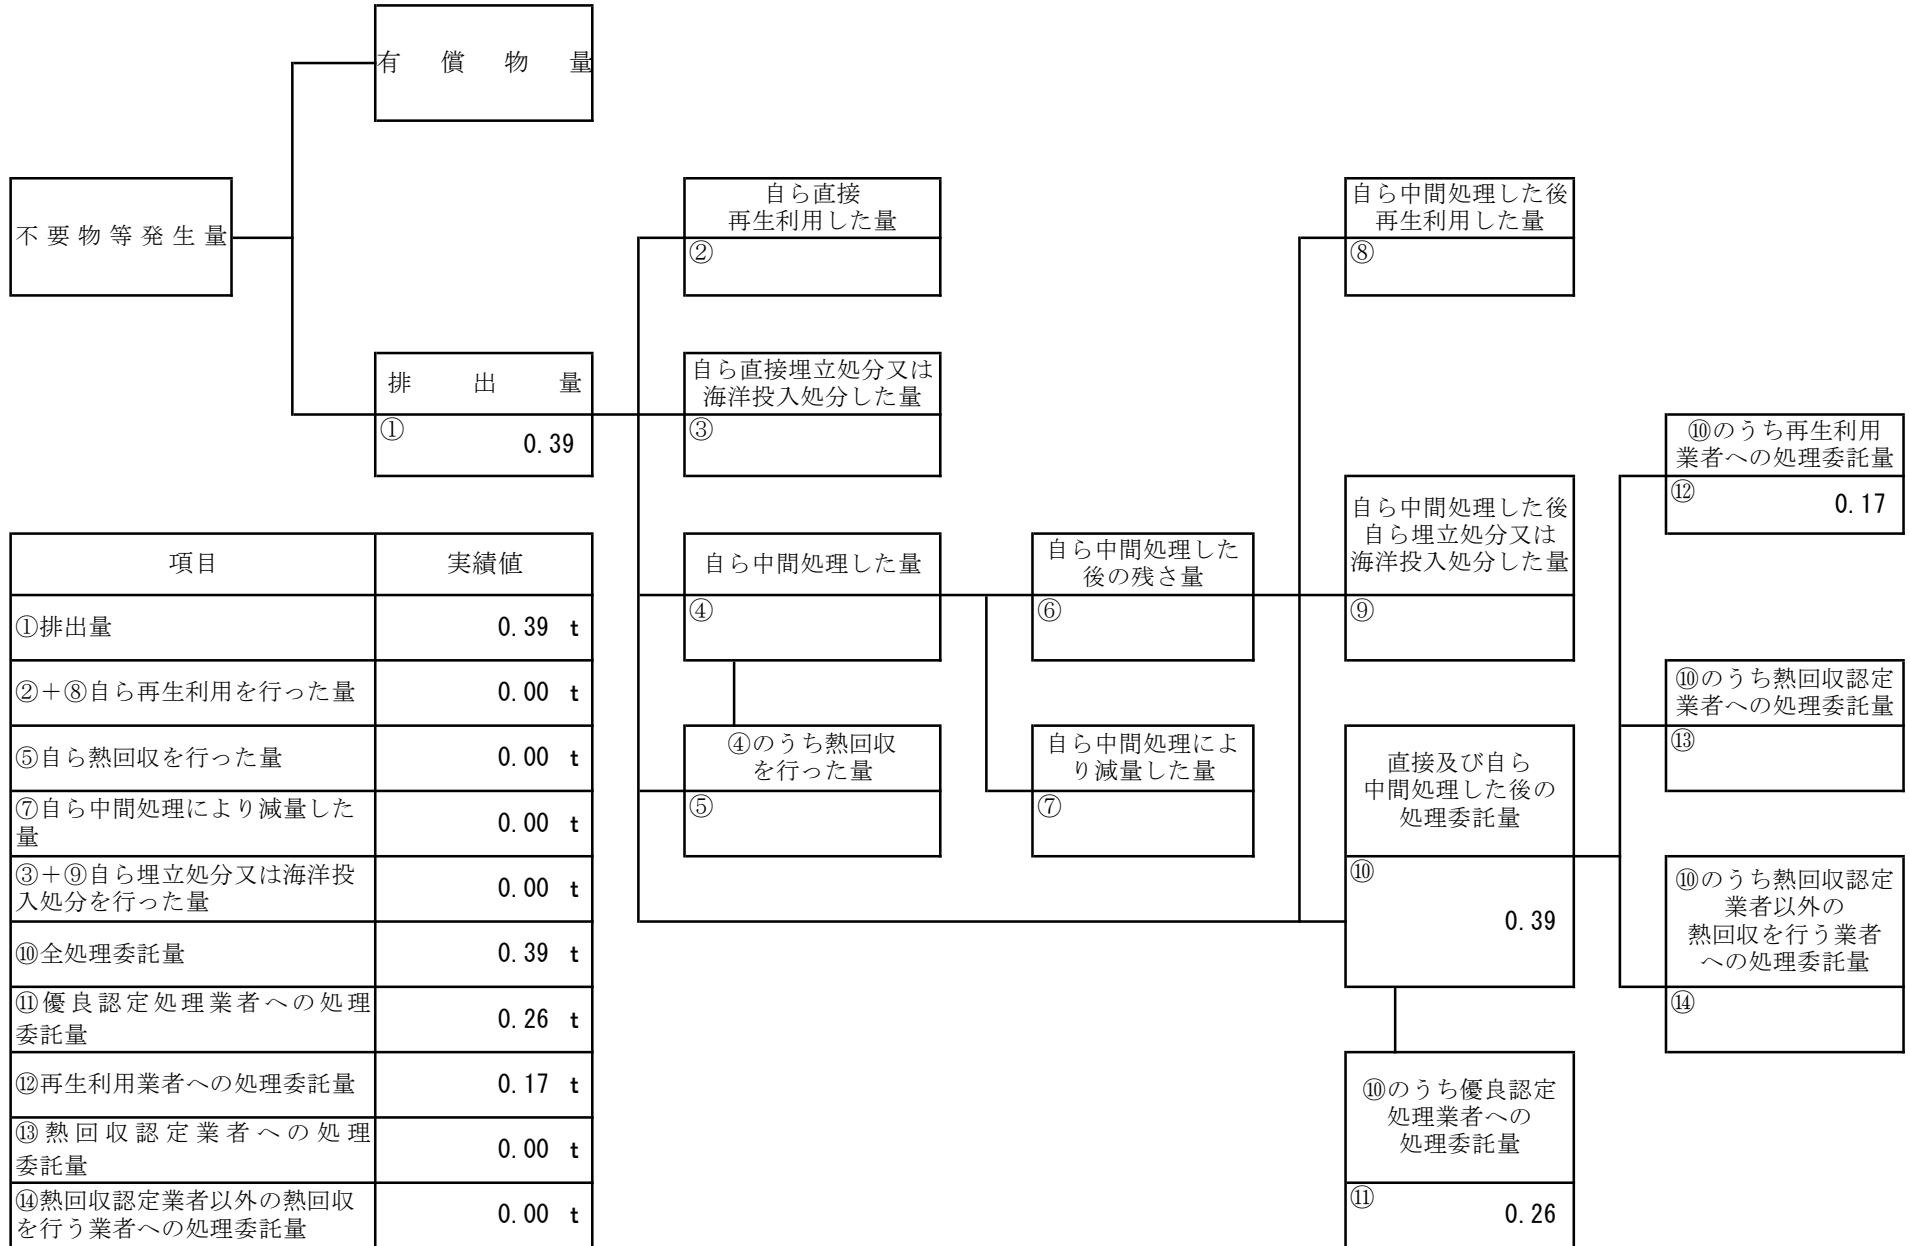 有償物量
不要物等発生量
自ら直接
再生利用した量
②
自ら中間処理した後
再生利用した量
⑧
排出量
①
0.39
自ら直接埋立処分又は
海洋投入処分した量
③
⑩のうち再生利用
業者への処理委託量
⑫
0.17
自ら中間処理した量
④
自ら中間処理した
後の残さ量
⑥
自ら中間処理した後
自ら埋立処分又は
海洋投入処分した量
⑨
⑩のうち熱回収認定
業者への処理委託量
⑬
④のうち熱回収
を行った量
⑤
自ら中間処理によ
り減量した量
⑦
直接及び自ら
中間処理した後の
処理委託量
⑩
0.39
⑩のうち熱回収認定
業者以外の
熱回収を行う業者
への処理委託量
⑭
⑩のうち優良認定
処理業者への
処理委託量
⑪
0.26
項目 実績値
①排出量 0.39 t
②＋⑧自ら再生利用を行った量 0.00 t
⑤自ら熱回収を行った量 0.00 t
⑦自ら中間処理により減量した
量 0.00 t
③＋⑨自ら埋立処分又は海洋投
入処分を行った量 0.00 t
⑩全処理委託量 0.39 t
⑪優良認定処理業者への処理
委託量 0.26 t
⑫再生利用業者への処理委託量 0.17 t
⑬熱回収認定業者への処理
委託量 0.00 t
⑭熱回収認定業者以外の熱回収
を行う業者への処理委託量 0.00 t